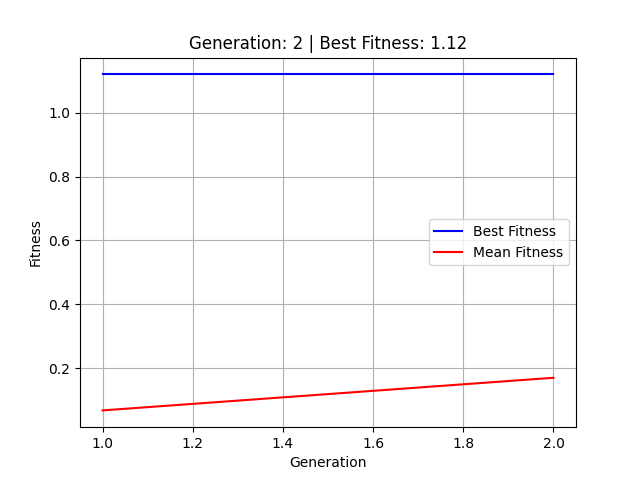 Generation: 2 | Best Fitness: 1.12
Fitness
1.0
0.8
0.6
0.4
0.2
Best Fitness
Mean Fitness
1.0 1.2 1.4 1.6 1.8 2.0
Generation